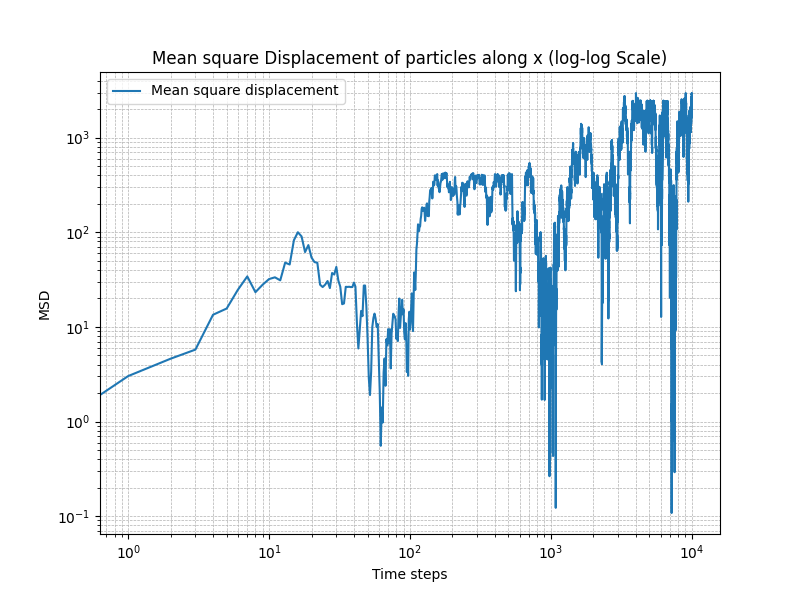 Mean square Displacement of particles along x (log-log Scale)
Mean square displacement
MSD
10³
10²
10¹
10⁰
10⁻¹
10⁰ 10¹ 10² 10³ 10⁴
Time steps